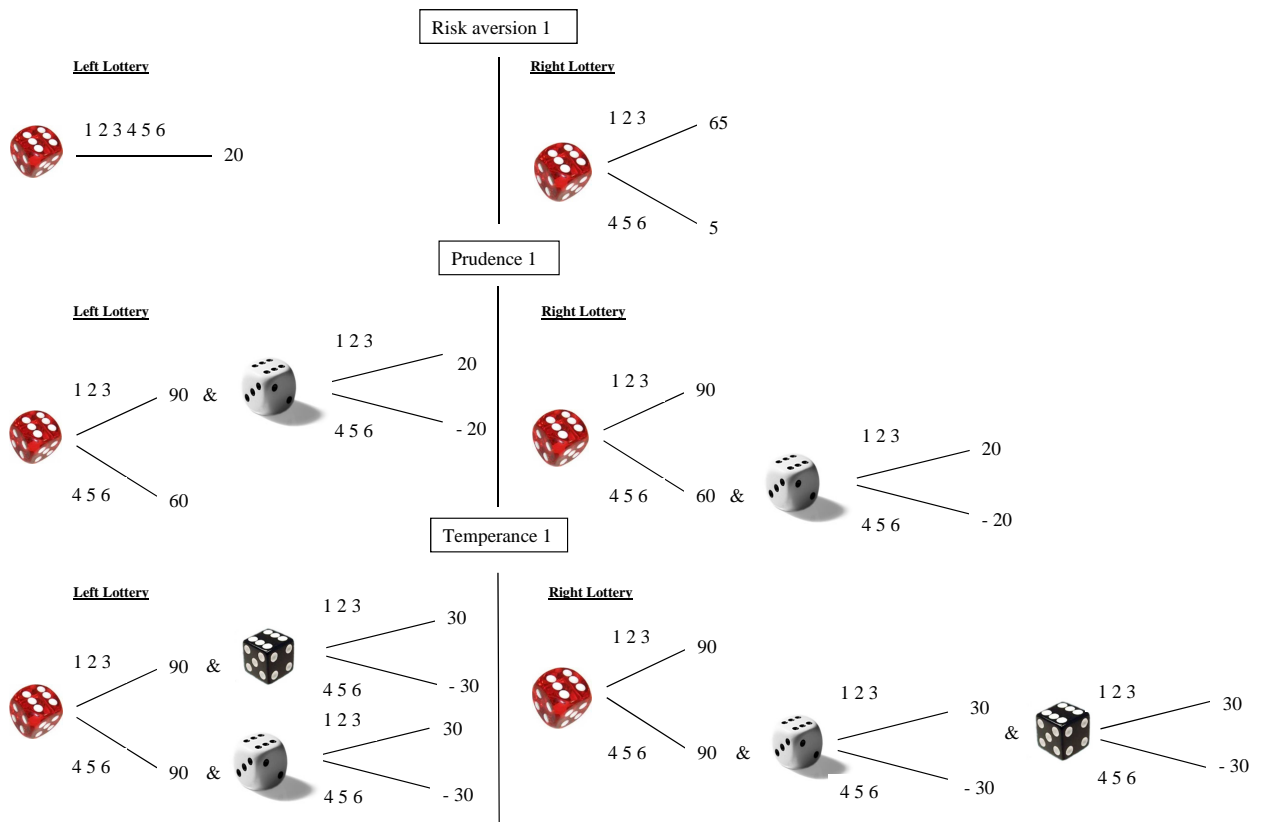 Risk aversion 1
Left Lottery
Right Lottery
1 2 3 4 5 6
20
1 2 3
65
4 5 6
5
Prudence 1
Left Lottery
Right Lottery
1 2 3
90 &
1 2 3
20
4 5 6
- 20
4 5 6
60
1 2 3
90
4 5 6
60 &
1 2 3
20
4 5 6
- 20
Temperance 1
Left Lottery
Right Lottery
1 2 3
90 &
1 2 3
30
4 5 6
- 30
4 5 6
90 &
1 2 3
30
4 5 6
- 30
1 2 3
90
4 5 6
90 &
1 2 3
30
4 5 6
- 30
&
1 2 3
30
4 5 6
- 30